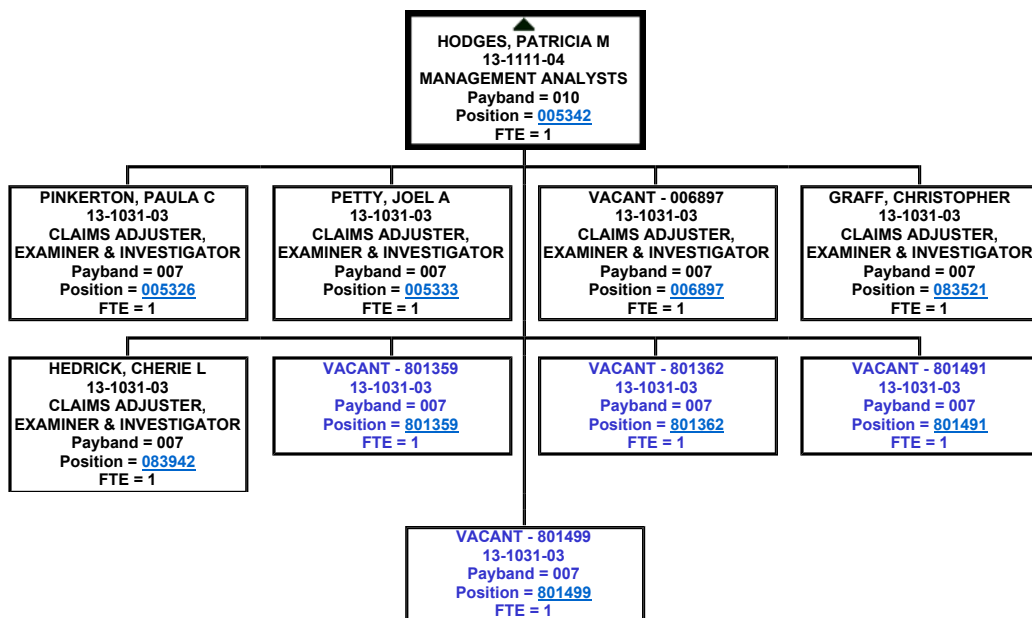 HODGES, PATRICIA M
13-1111-04
MANAGEMENT ANALYSTS
Payband = 010
Position = 005342
FTE = 1
PINKERTON, PAULA C
13-1031-03
CLAIMS ADJUSTER,
EXAMINER & INVESTIGATOR
Payband = 007
Position = 005326
FTE = 1
PETTY, JOEL A
13-1031-03
CLAIMS ADJUSTER,
EXAMINER & INVESTIGATOR
Payband = 007
Position = 005333
FTE = 1
VACANT - 006897
13-1031-03
CLAIMS ADJUSTER,
EXAMINER & INVESTIGATOR
Payband = 007
Position = 006897
FTE = 1
GRAFF, CHRISTOPHER
13-1031-03
CLAIMS ADJUSTER,
EXAMINER & INVESTIGATOR
Payband = 007
Position = 083521
FTE = 1
HEDRICK, CHERIE L
13-1031-03
CLAIMS ADJUSTER,
EXAMINER & INVESTIGATOR
Payband = 007
Position = 083942
FTE = 1
VACANT - 801359
13-1031-03
Payband = 007
Position = 801359
FTE = 1
VACANT - 801362
13-1031-03
Payband = 007
Position = 801362
FTE = 1
VACANT - 801491
13-1031-03
Payband = 007
Position = 801491
FTE = 1
VACANT - 801499
13-1031-03
Payband = 007
Position = 801499
FTE = 1